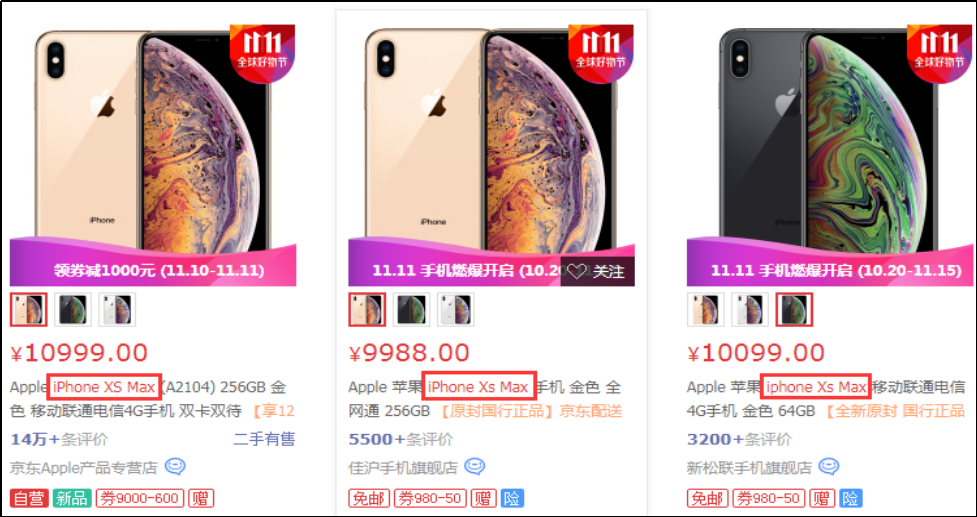 11.11
全球好物节
iPhone
领券减1000元 (11.10-11.11)
¥10999.00
Apple iPhone XS Max (A2104) 256GB 金
色 移动联通电信4G手机 双卡双待 【享12
14万+条评价
二手有售
京东Apple产品专营店
自营 新品 券9000-600 赠
11.11
全球好物节
iPhone
11.11 手机燃爆开启 (10.20
关注
¥9988.00
Apple 苹果 iPhone Xs Max 手机 金色 全
网通 256GB 【原封国行正品】京东配送
5500+条评价
佳沪手机旗舰店
免邮 券980-50 赠 险
11.11
全球好物节
iPhone
11.11 手机燃爆开启 (10.20-11.15)
¥10099.00
Apple 苹果 iphone Xs Max 移动联通电信
4G手机 金色 64GB 【全新原封 国行正品
3200+条评价
新松联手机旗舰店
免邮 券980-50 赠 险